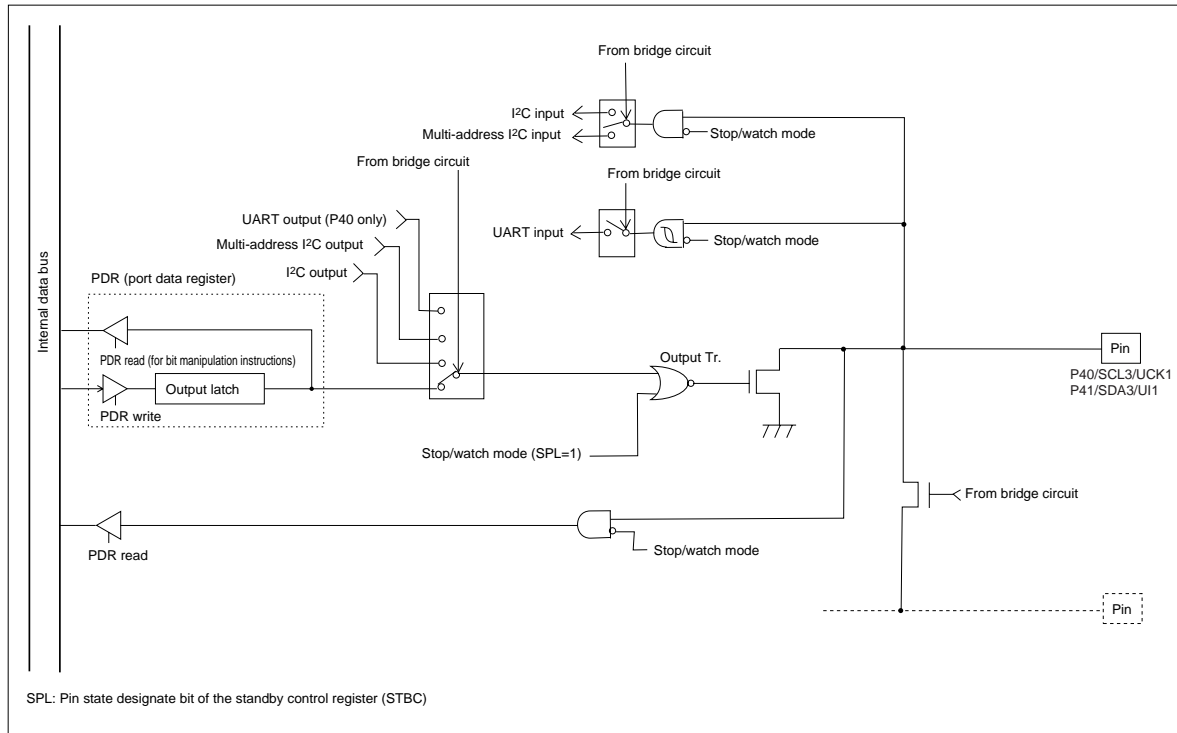 From bridge circuit
I²C input
Multi-address I²C input
Stop/watch mode
From bridge circuit
From bridge circuit
UART output (P40 only)
UART input
Stop/watch mode
Multi-address I²C output
I²C output
PDR (port data register)
Internal data bus
PDR read (for bit manipulation instructions)
Output latch
PDR write
Output Tr.
Pin
P40/SCL3/UCK1
P41/SDA3/UI1
Stop/watch mode (SPL=1)
From bridge circuit
PDR read
Stop/watch mode
Pin
SPL: Pin state designate bit of the standby control register (STBC)